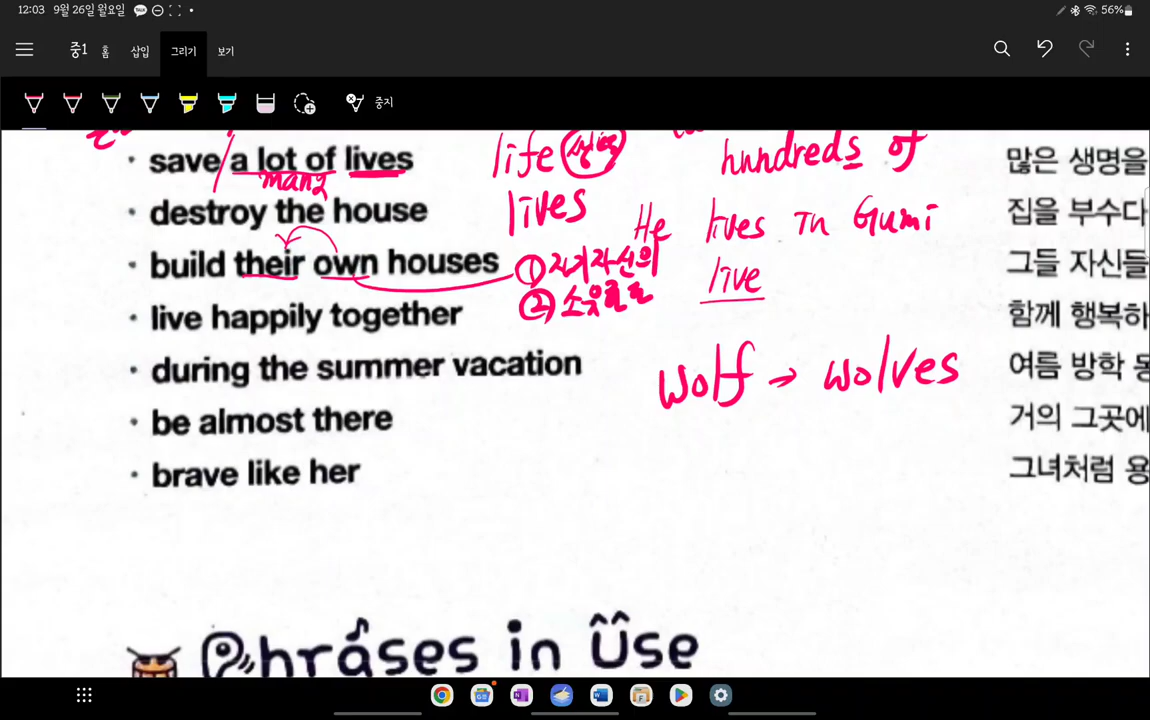 12:03 9월 26일 월요일
56%
중1 홈 삽입 그리기 보기
중지
· save a lot of lives
many
life 생명
hundreds of
많은 생명을
· destroy the house
lives
He lives in Gumi
집을 부수다
· build their own houses
① 자기자신의
② 소유
live
그들 자신들
· live happily together
함께 행복하
· during the summer vacation
wolf → wolves
여름 방학 동
· be almost there
거의 그곳에
· brave like her
그녀처럼 용
Phrases in Use